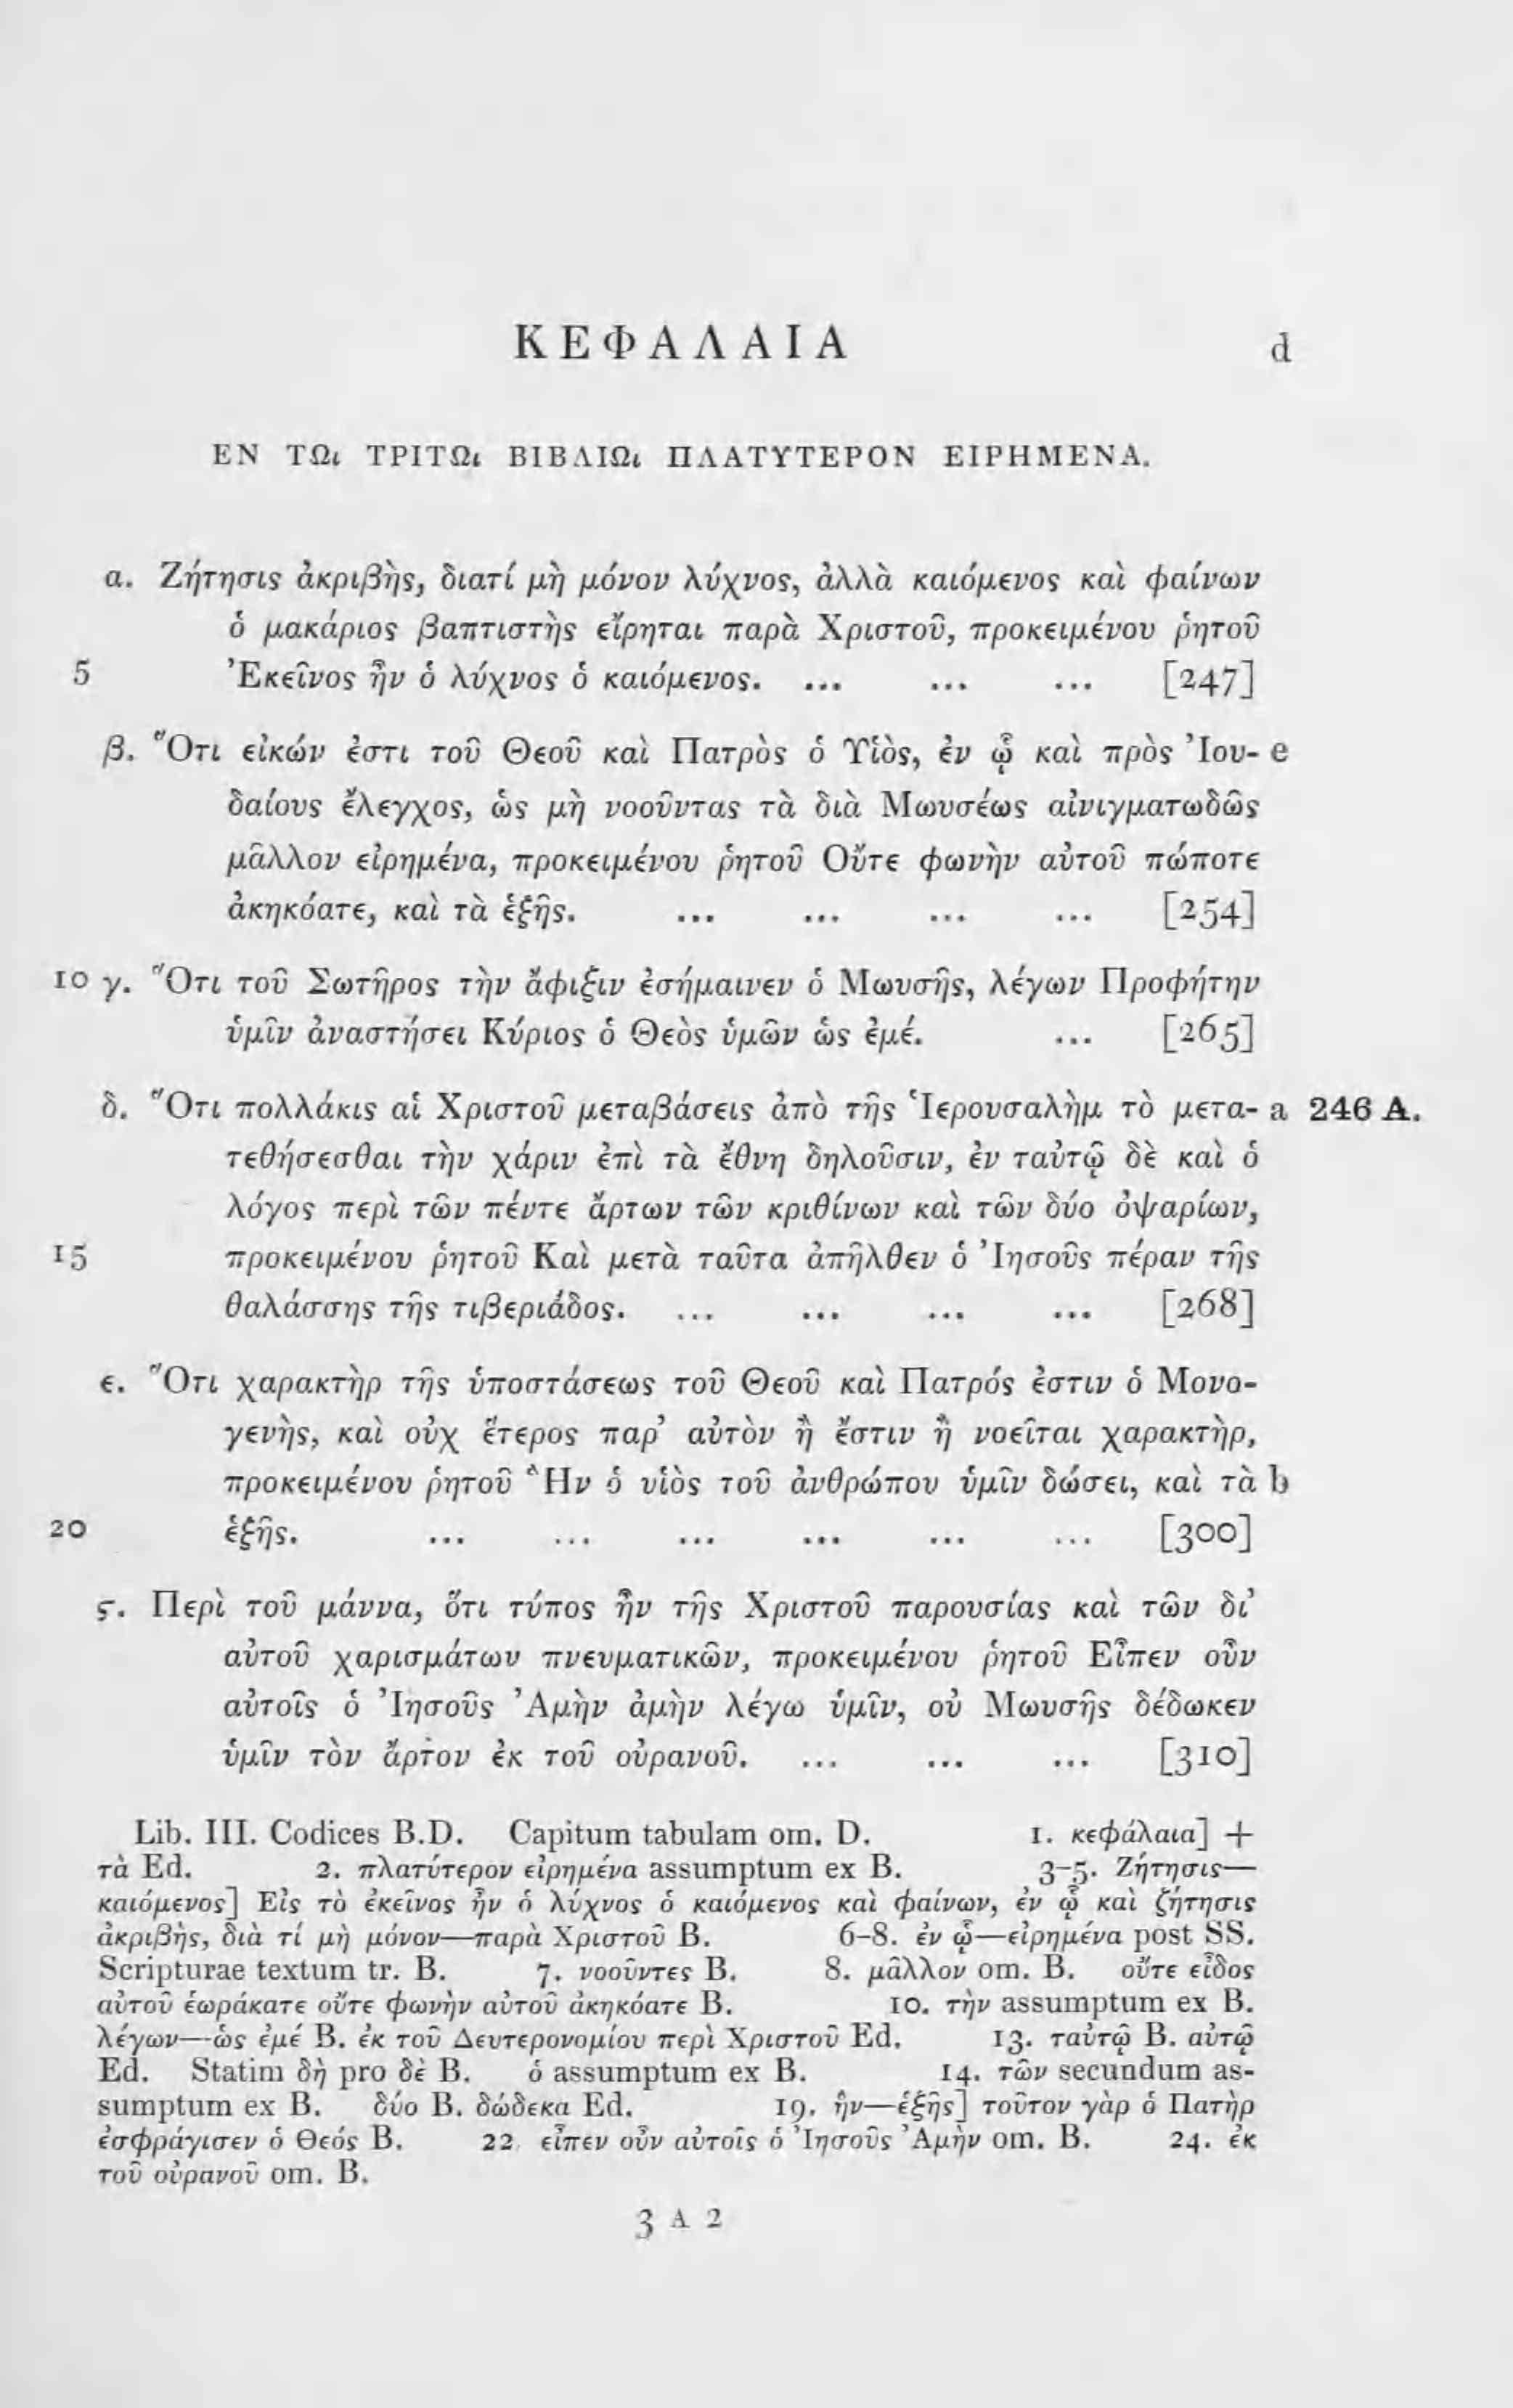 ΚΕΦΑΛΑΙΑ d
ΕΝ ΤΩι ΤΡΙΤΩι ΒΙΒΛΙΩι ΠΛΑΤΥΤΕΡΟΝ ΕΙΡΗΜΕΝΑ.
α. Ζήτησις ἀκριβὴς, διατί μὴ μόνον λύχνος, ἀλλὰ καιόμενος καὶ φαίνων
ὁ μακάριος βαπτιστὴς εἴρηται παρὰ Χριστοῦ, προκειμένου ῥητοῦ
5 Ἐκεῖνος ἦν ὁ λύχνος ὁ καιόμενος. ... ... ... [247]
β. Ὅτι εἰκών ἐστι τοῦ Θεοῦ καὶ Πατρὸς ὁ Υἱὸς, ἐν ᾧ καὶ πρὸς Ἰου- e
δαίους ἔλεγχος, ὡς μὴ νοοῦντας τὰ διὰ Μωυσέως αἰνιγματωδῶς
μᾶλλον εἰρημένα, προκειμένου ῥητοῦ Οὔτε φωνὴν αὐτοῦ πώποτε
ἀκηκόατε, καὶ τὰ ἑξῆς. ... ... ... ... [254]
10 γ. Ὅτι τοῦ Σωτῆρος τὴν ἄφιξιν ἐσήμαινεν ὁ Μωυσῆς, λέγων Προφήτην
ὑμῖν ἀναστήσει Κύριος ὁ Θεὸς ὑμῶν ὡς ἐμέ. ... [265]
δ. Ὅτι πολλάκις αἱ Χριστοῦ μεταβάσεις ἀπὸ τῆς Ἱερουσαλὴμ τὸ μετα- a 246 A.
τεθήσεσθαι τὴν χάριν ἐπὶ τὰ ἔθνη δηλοῦσιν, ἐν ταὐτῷ δὲ καὶ ὁ
λόγος περὶ τῶν πέντε ἄρτων τῶν κριθίνων καὶ τῶν δύο ὀψαρίων,
15 προκειμένου ῥητοῦ Καὶ μετὰ ταῦτα ἀπῆλθεν ὁ Ἰησοῦς πέραν τῆς
θαλάσσης τῆς τιβεριάδος. ... ... ... ... [268]
ε. Ὅτι χαρακτὴρ τῆς ὑποστάσεως τοῦ Θεοῦ καὶ Πατρός ἐστιν ὁ Μονο-
γενὴς, καὶ οὐχ ἕτερος παρ’ αὐτὸν ἢ ἔστιν ἢ νοεῖται χαρακτὴρ,
προκειμένου ῥητοῦ Ἣν ὁ υἱὸς τοῦ ἀνθρώπου ὑμῖν δώσει, καὶ τὰ b
20 ἑξῆς. ... ... ... ... ... ... [300]
ϛ. Περὶ τοῦ μάννα, ὅτι τύπος ἦν τῆς Χριστοῦ παρουσίας καὶ τῶν δι’
αὐτοῦ χαρισμάτων πνευματικῶν, προκειμένου ῥητοῦ Εἶπεν οὖν
αὐτοῖς ὁ Ἰησοῦς Ἀμὴν ἀμὴν λέγω ὑμῖν, οὐ Μωυσῆς δέδωκεν
ὑμῖν τὸν ἄρτον ἐκ τοῦ οὐρανοῦ. ... ... ... [310]
Lib. III. Codices B.D. Capitum tabulam om. D. 1. κεφάλαια] +
τὰ Ed. 2. πλατύτερον εἰρημένα assumptum ex B. 3-5. Ζήτησις—
καιόμενος] Εἰς τὸ ἐκεῖνος ἦν ὁ λύχνος ὁ καιόμενος καὶ φαίνων, ἐν ᾧ καὶ ζήτησις
ἀκριβὴς, διὰ τί μὴ μόνον—παρὰ Χριστοῦ B. 6-8. ἐν ᾧ—εἰρημένα post SS.
Scripturae textum tr. B. 7. νοοῦντες B. 8. μᾶλλον om. B. οὔτε εἶδος
αὐτοῦ ἑωράκατε οὔτε φωνὴν αὐτοῦ ἀκηκόατε B. 10. τὴν assumptum ex B.
λέγων—ὡς ἐμέ B. ἐκ τοῦ Δευτερονομίου περὶ Χριστοῦ Ed. 13. ταὐτῷ B. αὐτῷ
Ed. Statim δὴ pro δὲ B. ὁ assumptum ex B. 14. τῶν secundum as-
sumptum ex B. δύο B. δώδεκα Ed. 19. ἣν—ἑξῆς] τοῦτον γὰρ ὁ Πατὴρ
ἐσφράγισεν ὁ Θεός B. 22 εἶπεν οὖν αὐτοῖς ὁ Ἰησοῦς Ἀμὴν om. B. 24. ἐκ
τοῦ οὐρανοῦ om. B.
3 A 2